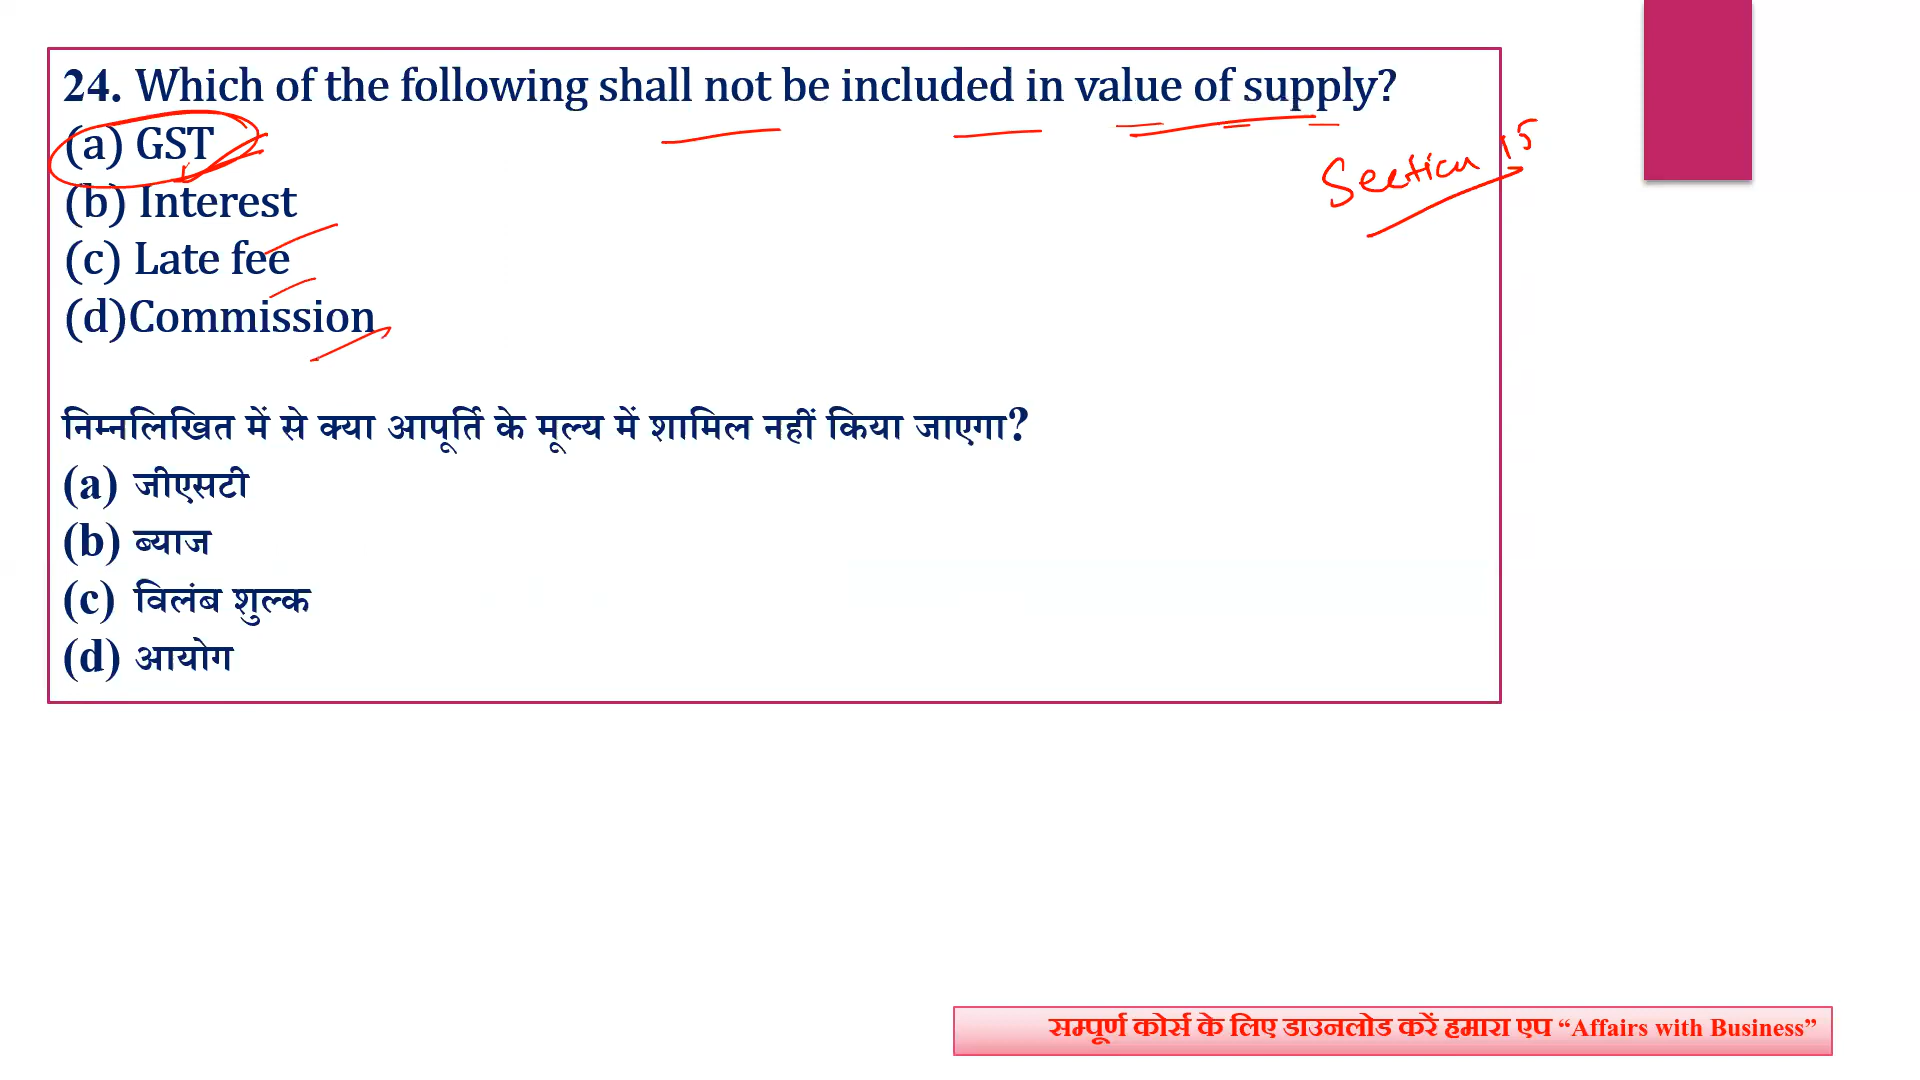 24. Which of the following shall not be included in value of supply?
(a) GST
Section 15
(b) Interest
(c) Late fee
(d)Commission
निम्नलिखित में से क्या आपूर्ति के मूल्य में शामिल नहीं किया जाएगा?
(a) जीएसटी
(b) ब्याज
(c) विलंब शुल्क
(d) आयोग
सम्पूर्ण कोर्स के लिए डाउनलोड करें हमारा एप “Affairs with Business”